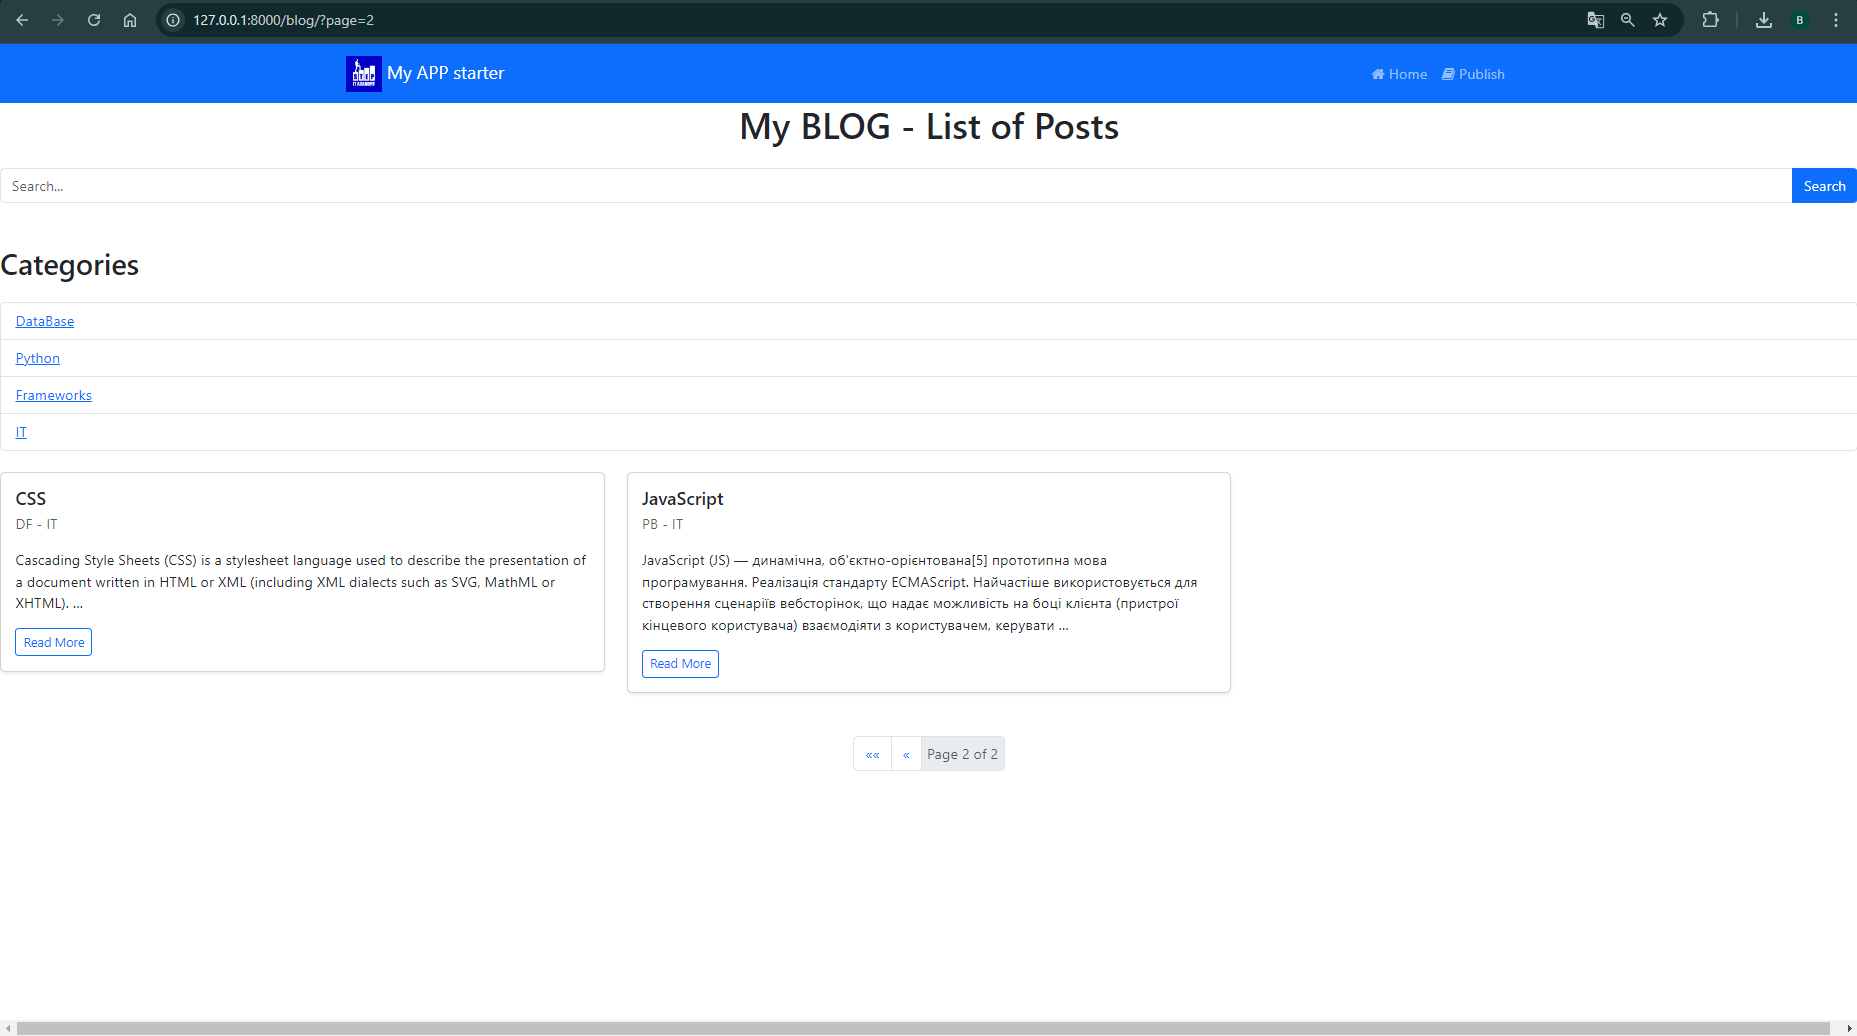 127.0.0.1:8000/blog/?page=2
B
STEP
IT ACADEMY
My APP starter
Home
Publish
My BLOG - List of Posts
Search...
Search
Categories
DataBase
Python
Frameworks
IT
CSS
DF - IT
Cascading Style Sheets (CSS) is a stylesheet language used to describe the presentation of
a document written in HTML or XML (including XML dialects such as SVG, MathML or
XHTML). ...
Read More
JavaScript
PB - IT
JavaScript (JS) — динамічна, об'єктно-орієнтована[5] прототипна мова
програмування. Реалізація стандарту ECMAScript. Найчастіше використовується для
створення сценаріїв вебсторінок, що надає можливість на боці клієнта (пристрої
кінцевого користувача) взаємодіяти з користувачем, керувати ...
Read More
«« « Page 2 of 2